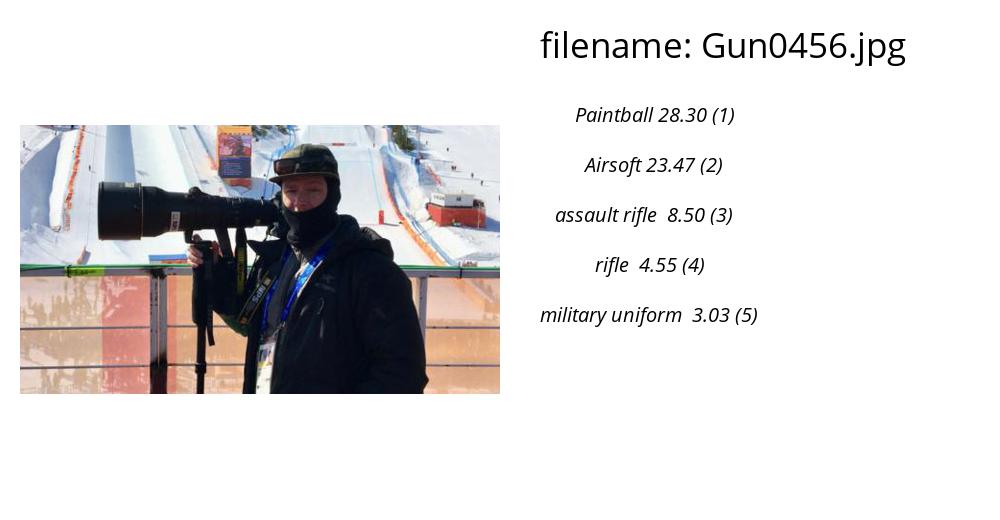 filename: Gun0456.jpg
Paintball 28.30 (1)
Airsoft 23.47 (2)
assault rifle 8.50 (3)
rifle 4.55 (4)
military uniform 3.03 (5)